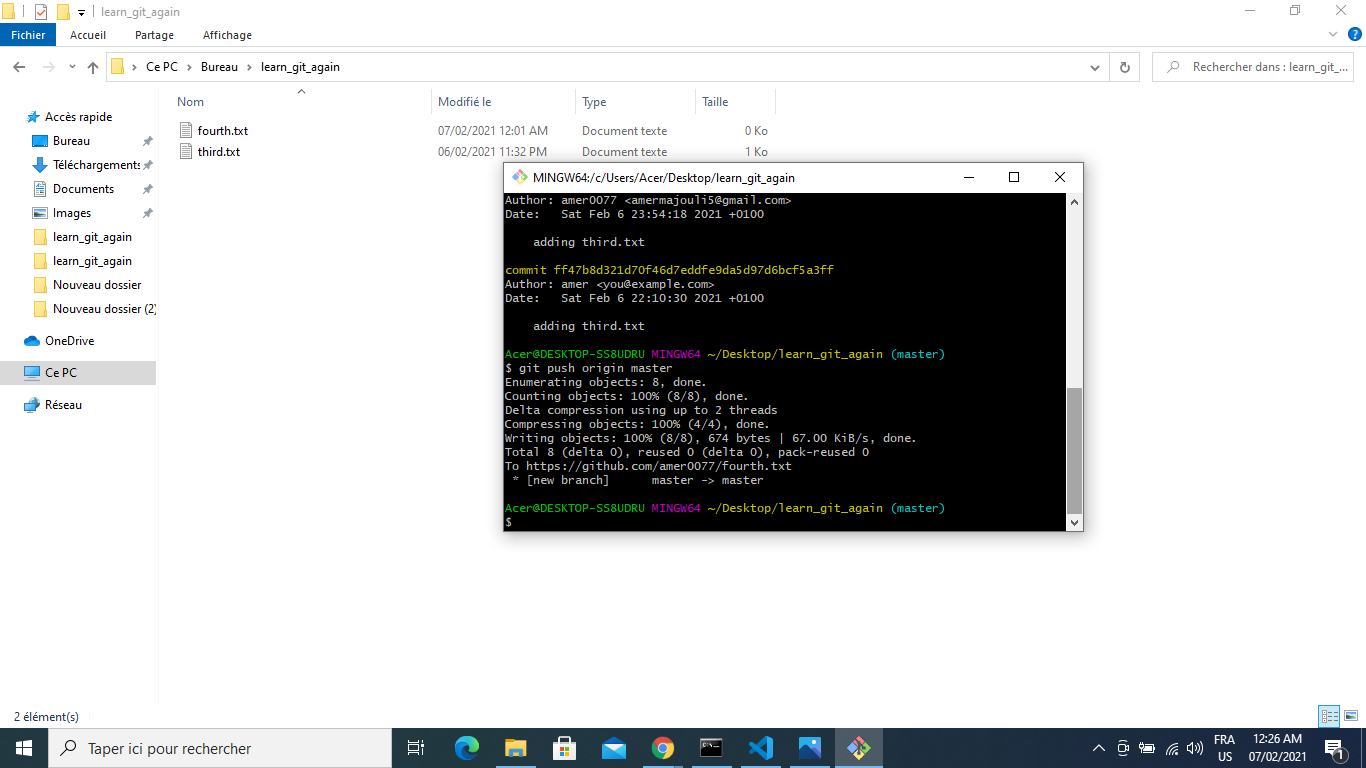 learn_git_again
Fichier Accueil Partage Affichage
Ce PC Bureau learn_git_again
Rechercher dans : learn_git_...
Nom Modifié le Type Taille
fourth.txt 07/02/2021 12:01 AM Document texte 0 Ko
third.txt 06/02/2021 11:32 PM Document texte 1 Ko
Accès rapide
Bureau
Téléchargements
Documents
Images
learn_git_again
learn_git_again
Nouveau dossier
Nouveau dossier (2)
OneDrive
Ce PC
Réseau
MINGW64:/c/Users/Acer/Desktop/learn_git_again
Author: amer0077 <amermajouli5@gmail.com>
Date:   Sat Feb 6 23:54:18 2021 +0100
    adding third.txt
commit ff47b8d321d70f46d7eddfe9da5d97d6bcf5a3ff
Author: amer <you@example.com>
Date:   Sat Feb 6 22:10:30 2021 +0100
    adding third.txt
Acer@DESKTOP-SS8UDRU MINGW64 ~/Desktop/learn_git_again (master)
$ git push origin master
Enumerating objects: 8, done.
Counting objects: 100% (8/8), done.
Delta compression using up to 2 threads
Compressing objects: 100% (4/4), done.
Writing objects: 100% (8/8), 674 bytes | 67.00 KiB/s, done.
Total 8 (delta 0), reused 0 (delta 0), pack-reused 0
To https://github.com/amer0077/fourth.txt
 * [new branch]      master -> master
Acer@DESKTOP-SS8UDRU MINGW64 ~/Desktop/learn_git_again (master)
$
2 élément(s)
Taper ici pour rechercher
FRA
US
12:26 AM
07/02/2021
1